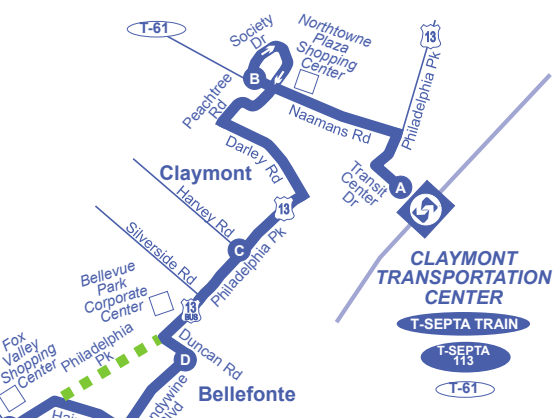 T-61
Society
Dr
Northtowne
Plaza
Shopping
Center
13
Philadelphia Pk
B
Peachtree
Rd
Naamans Rd
Darley Rd
Transit
Center
Dr
A
Claymont
Harvey Rd
13
C
Philadelphia Pk
Silverside Rd
CLAYMONT
TRANSPORTATION
CENTER
T-SEPTA TRAIN
T-SEPTA
113
T-61
Bellevue
Park
Corporate
Center
13
BUS
Philadelphia
Pk
Duncan Rd
D
Fox
Valley
Shopping
Center
Bellefonte